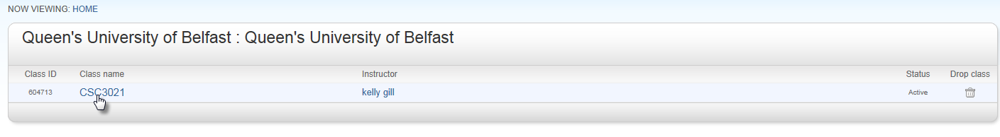 NOW VIEWING: HOME
Queen's University of Belfast : Queen's University of Belfast
Class ID Class name Instructor Status Drop class
604713 CSC3021 kelly gill Active